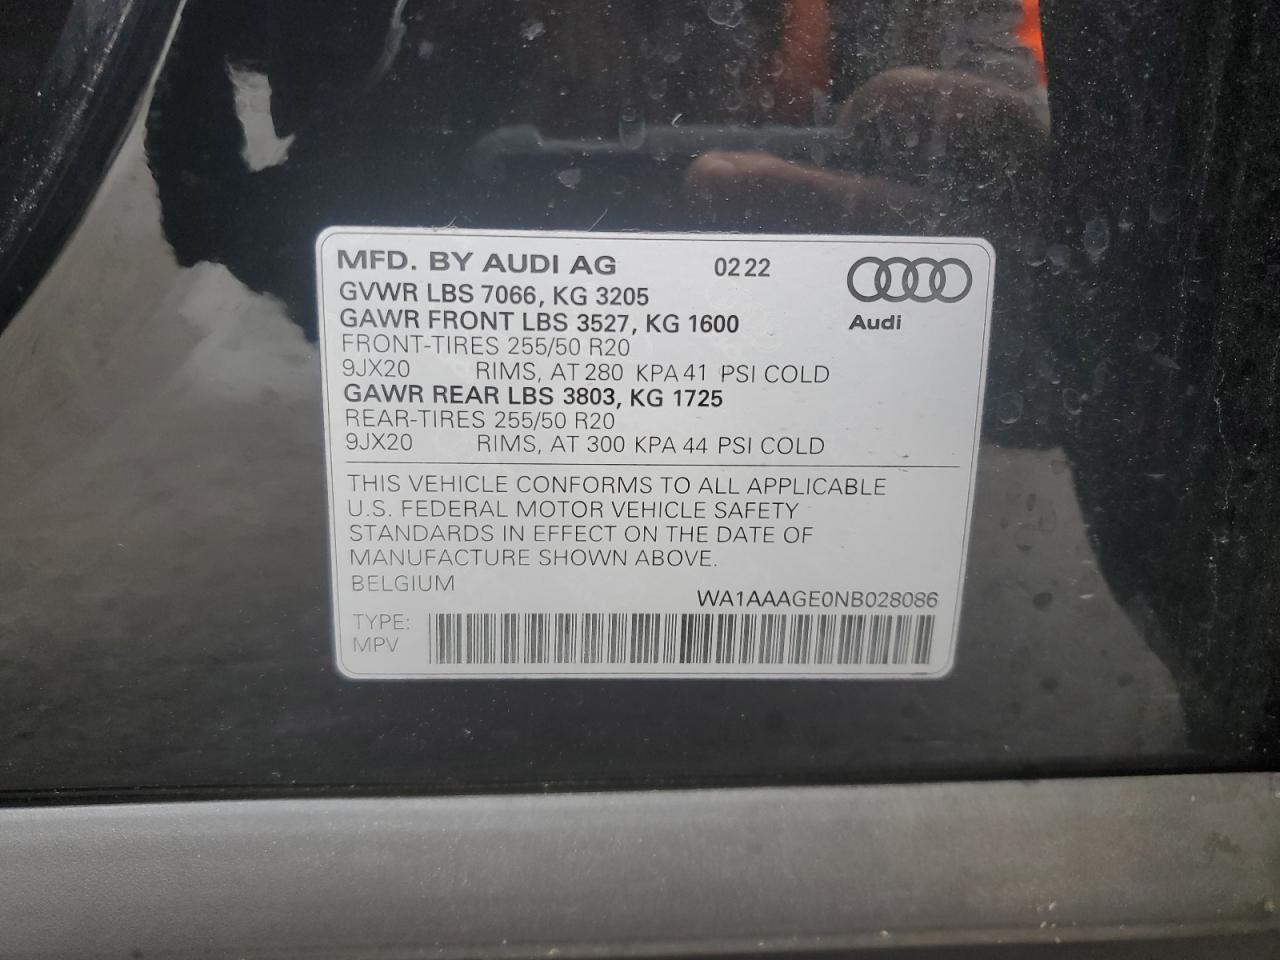 MFD. BY AUDI AG 02 22
GVWR LBS 7066, KG 3205
GAWR FRONT LBS 3527, KG 1600
Audi
FRONT-TIRES 255/50 R20
9JX20 RIMS, AT 280 KPA 41 PSI COLD
GAWR REAR LBS 3803, KG 1725
REAR-TIRES 255/50 R20
9JX20 RIMS, AT 300 KPA 44 PSI COLD
THIS VEHICLE CONFORMS TO ALL APPLICABLE
U.S. FEDERAL MOTOR VEHICLE SAFETY
STANDARDS IN EFFECT ON THE DATE OF
MANUFACTURE SHOWN ABOVE.
BELGIUM
WA1AAAGE0NB028086
TYPE:
MPV